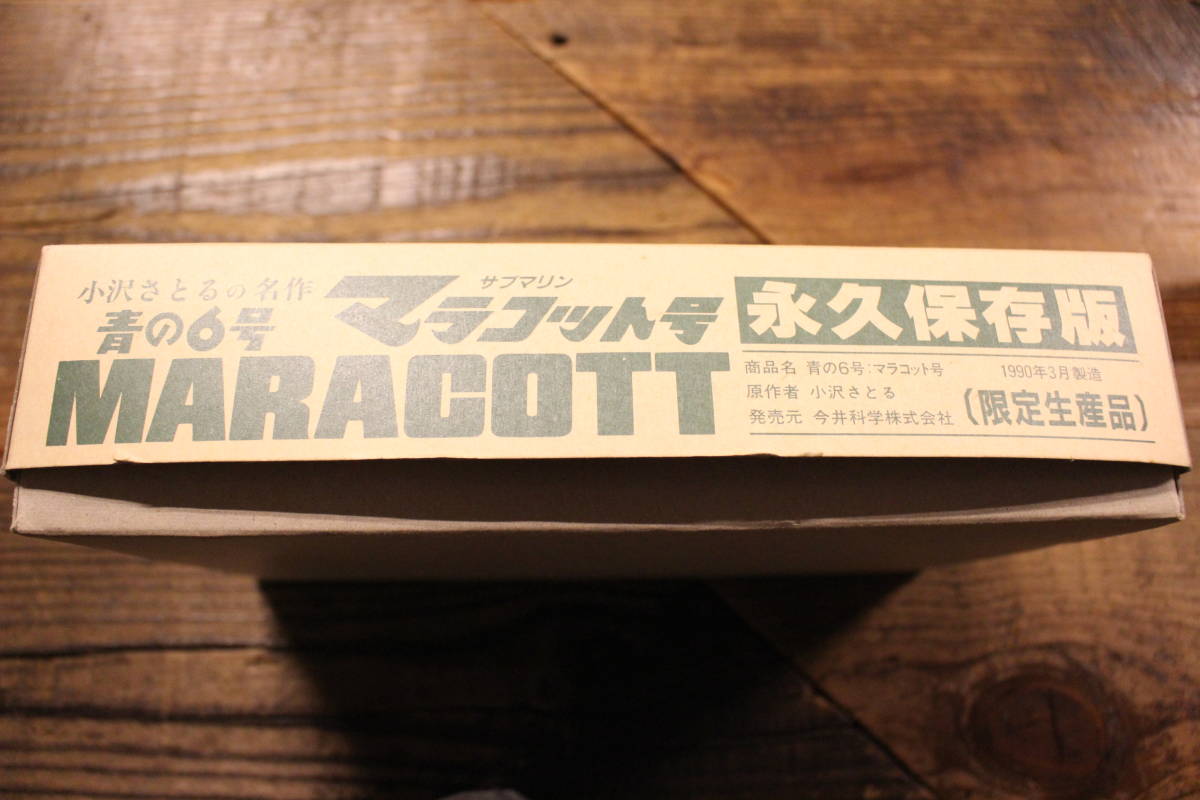 小沢さとるの名作
青の6号
サブマリン
マラコット号
MARACOTT
永久保存版
商品名 青の6号:マラコット号
原作者 小沢さとる
発売元 今井科学株式会社
1990年3月製造
(限定生産品)